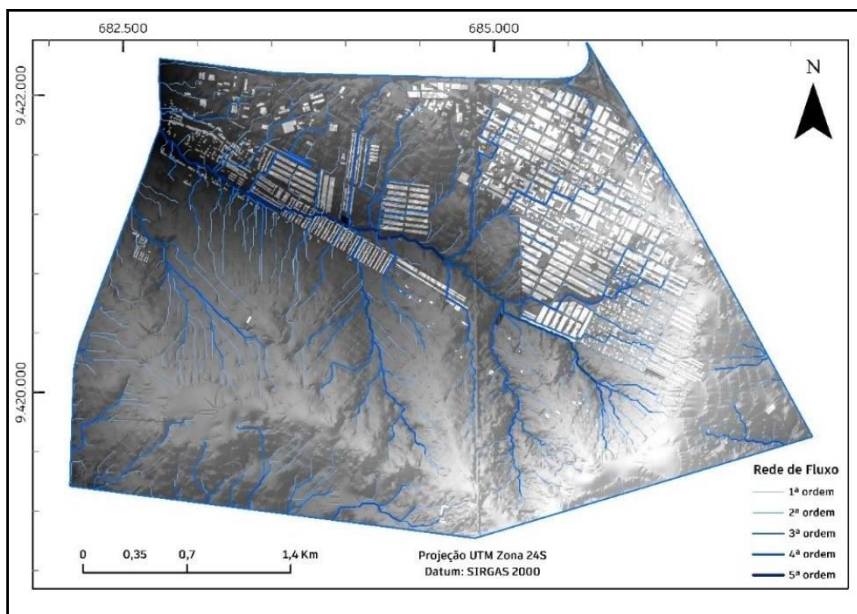 682.500
685.000
9.422.000
N
9.420.000
Rede de Fluxo
1ª ordem
2ª ordem
3ª ordem
4ª ordem
5ª ordem
0 0,35 0,7 1,4 Km
Projeção UTM Zona 24S
Datum: SIRGAS 2000